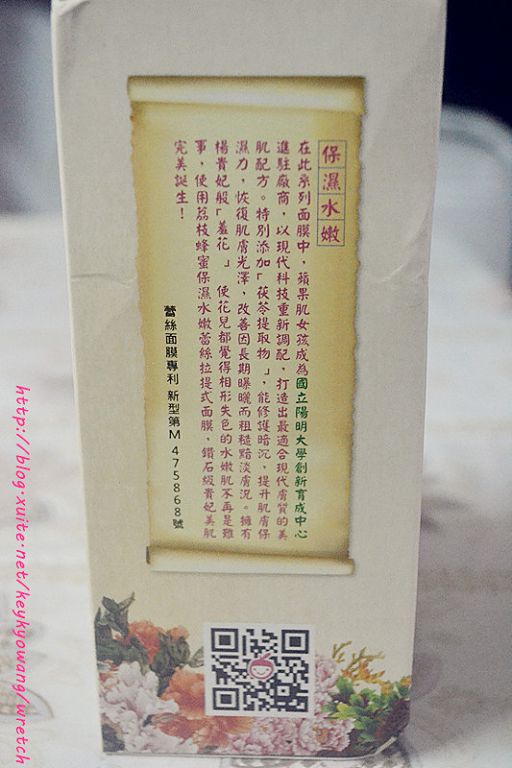 保濕水嫩
在此系列面膜中，蘋果肌女孩成為國立陽明大學創新育成中心
進駐廠商，以現代科技重新調配，打造出最適合現代膚質的美
肌配方。特別添加「茯苓提取物」，能修護暗沉，提升肌膚保
濕力，恢復肌膚光澤，改善因長期曝曬而粗糙黯淡膚況。擁有
楊貴妃般「羞花」，使花兒都覺得相形失色的水嫩肌不再是難
事，使用荔枝蜂蜜保濕水嫩蕾絲拉提式面膜，鑽石級貴妃美肌
完美誕生！
蕾絲面膜專利 新型第M 475868號
http://blog.xuite.net/keykyowang/wretch